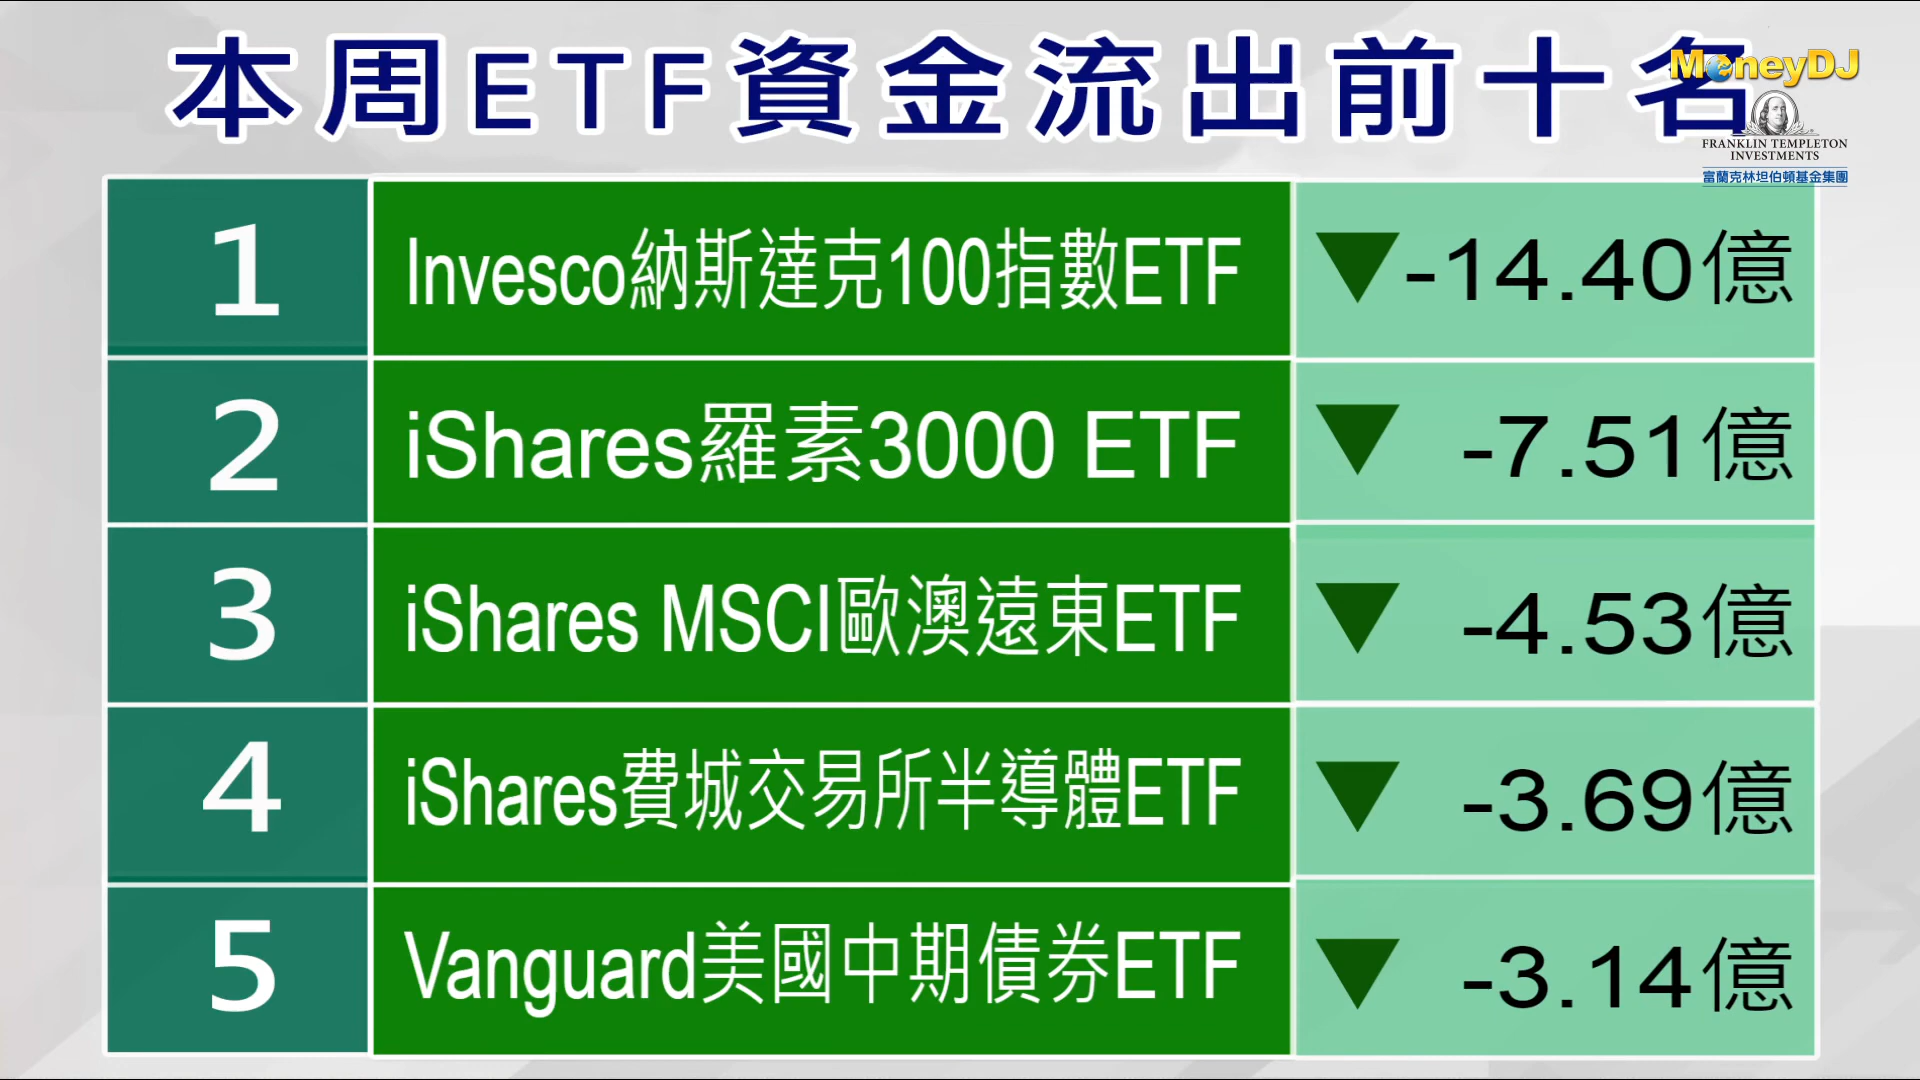 本周ETF資金流出前十名
MoneyDJ
FRANKLIN TEMPLETON
INVESTMENTS
富蘭克林坦伯頓基金集團
1 Invesco納斯達克100指數ETF ▼-14.40億
2 iShares羅素3000 ETF ▼ -7.51億
3 iShares MSCI歐澳遠東ETF ▼ -4.53億
4 iShares費城交易所半導體ETF ▼ -3.69億
5 Vanguard美國中期債券ETF ▼ -3.14億